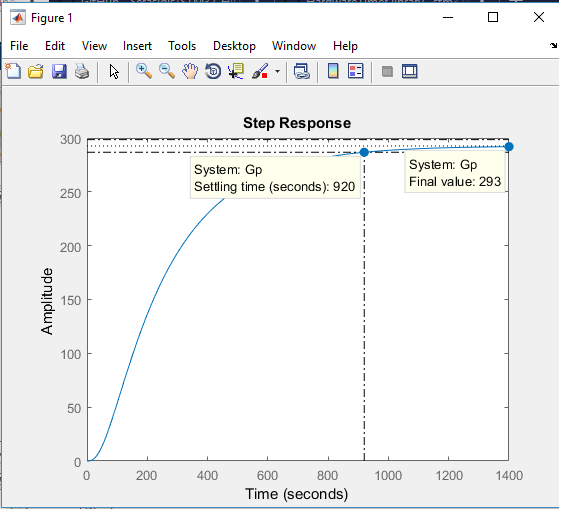 Figure 1
File Edit View Insert Tools Desktop Window Help
Step Response
300
250
200
150
100
50
0
Amplitude
System: Gp
Settling time (seconds): 920
System: Gp
Final value: 293
0 200 400 600 800 1000 1200 1400
Time (seconds)